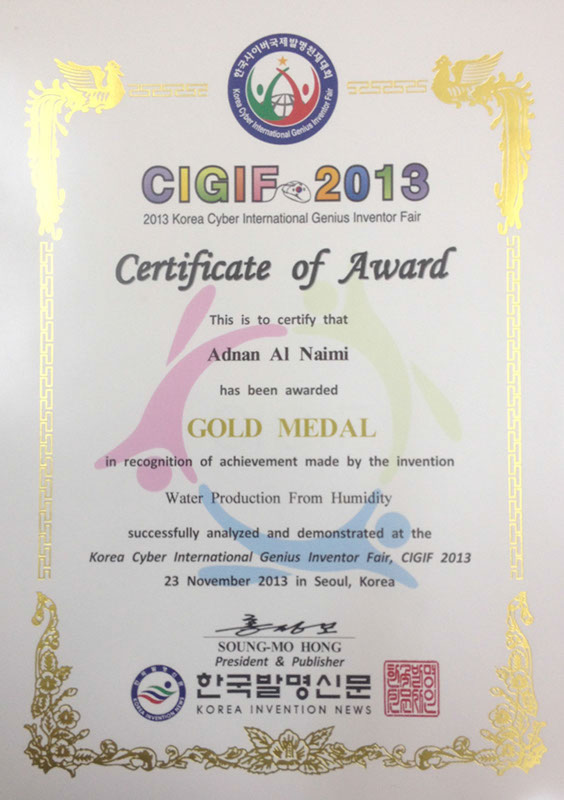 한국사이버국제발명천재대회
Korea Cyber International Genius Inventor Fair
CIGIF 2013
2013 Korea Cyber International Genius Inventor Fair
Certificate of Award
This is to certify that
Adnan Al Naimi
has been awarded
GOLD MEDAL
in recognition of achievement made by the invention
Water Production From Humidity
successfully analyzed and demonstrated at the
Korea Cyber International Genius Inventor Fair, CIGIF 2013
23 November 2013 in Seoul, Korea
홍성모
SOUNG-MO HONG
President & Publisher
한국발명신문
KOREA INVENTION NEWS
KOREA INVENTION NEWS